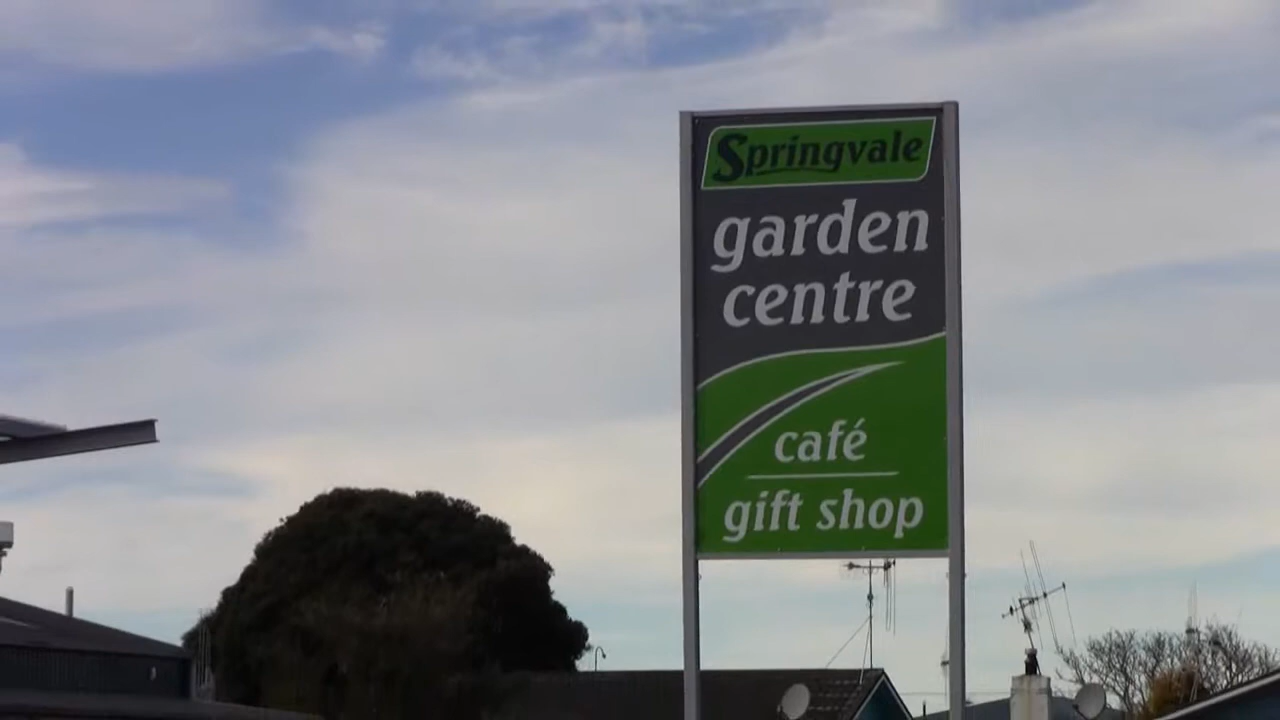 Springvale
garden
centre
café
gift shop